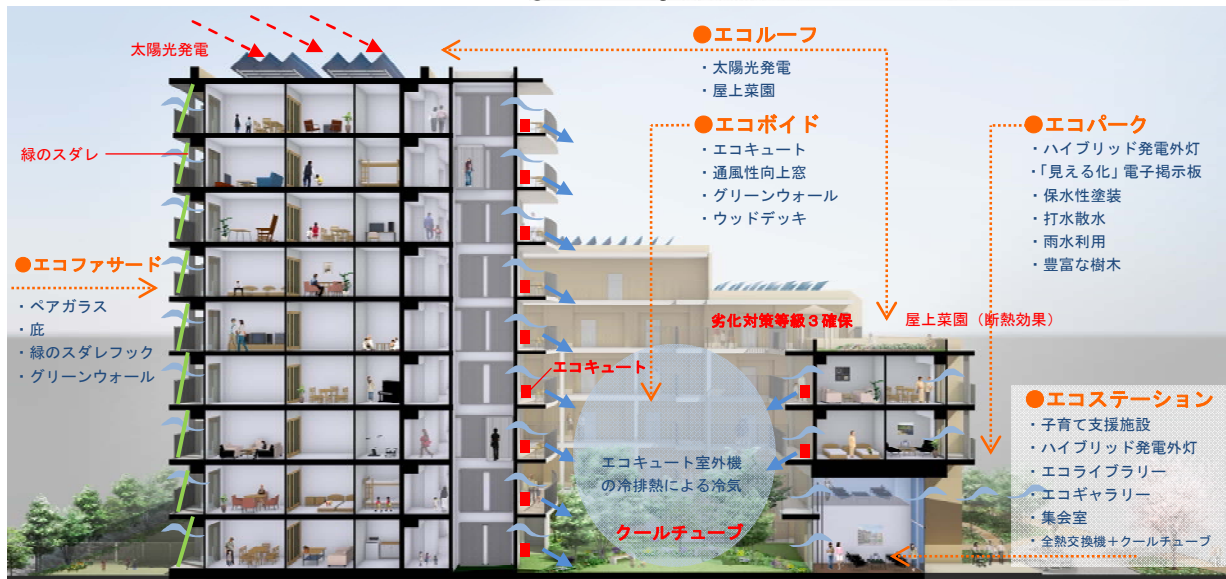 太陽光発電
●エコルーフ
・太陽光発電
・屋上菜園
●エコボイド
・エコキュート
・通風性向上窓
・グリーンウォール
・ウッドデッキ
●エコパーク
・ハイブリッド発電外灯
・「見える化」電子掲示板
・保水性塗装
・打水散水
・雨水利用
・豊富な樹木
緑のスダレ
●エコファサード
・ペアガラス
・庇
・緑のスダレフック
・グリーンウォール
劣化対策等級3確保
屋上菜園（断熱効果）
エコキュート
エコキュート室外機
の冷排熱による冷気
クールチューブ
●エコステーション
・子育て支援施設
・ハイブリッド発電外灯
・エコライブラリー
・エコギャラリー
・集会室
・全熱交換機＋クールチューブ